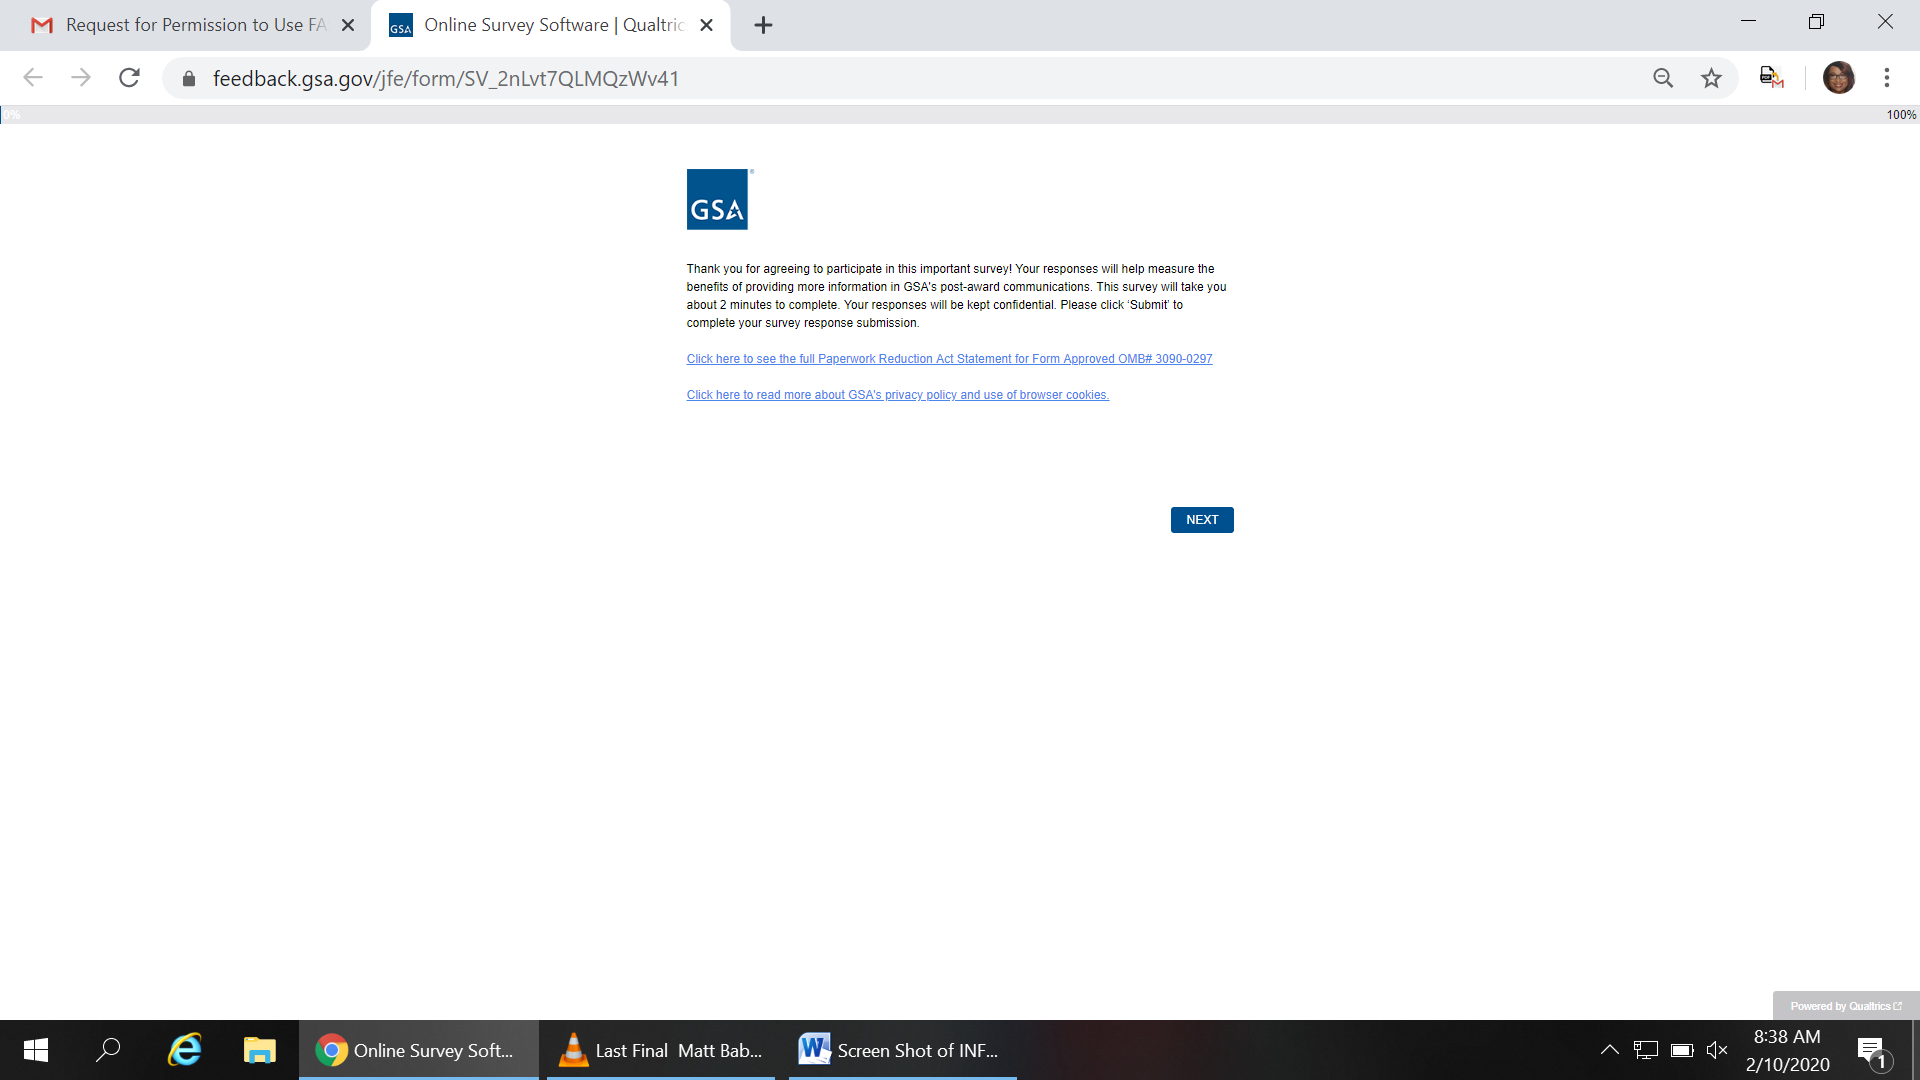 Request for Permission to Use FA
Online Survey Software | Qualtric
feedback.gsa.gov/jfe/form/SV_2nLvt7QLMQzWv41
0%
100%
GSA
Thank you for agreeing to participate in this important survey! Your responses will help measure the
benefits of providing more information in GSA's post-award communications. This survey will take you
about 2 minutes to complete. Your responses will be kept confidential. Please click ‘Submit’ to
complete your survey response submission.
Click here to see the full Paperwork Reduction Act Statement for Form Approved OMB# 3090-0297
Click here to read more about GSA's privacy policy and use of browser cookies.
NEXT
Powered by Qualtrics
Online Survey Soft...
Last Final Matt Bab...
Screen Shot of INF...
8:38 AM
2/10/2020
1